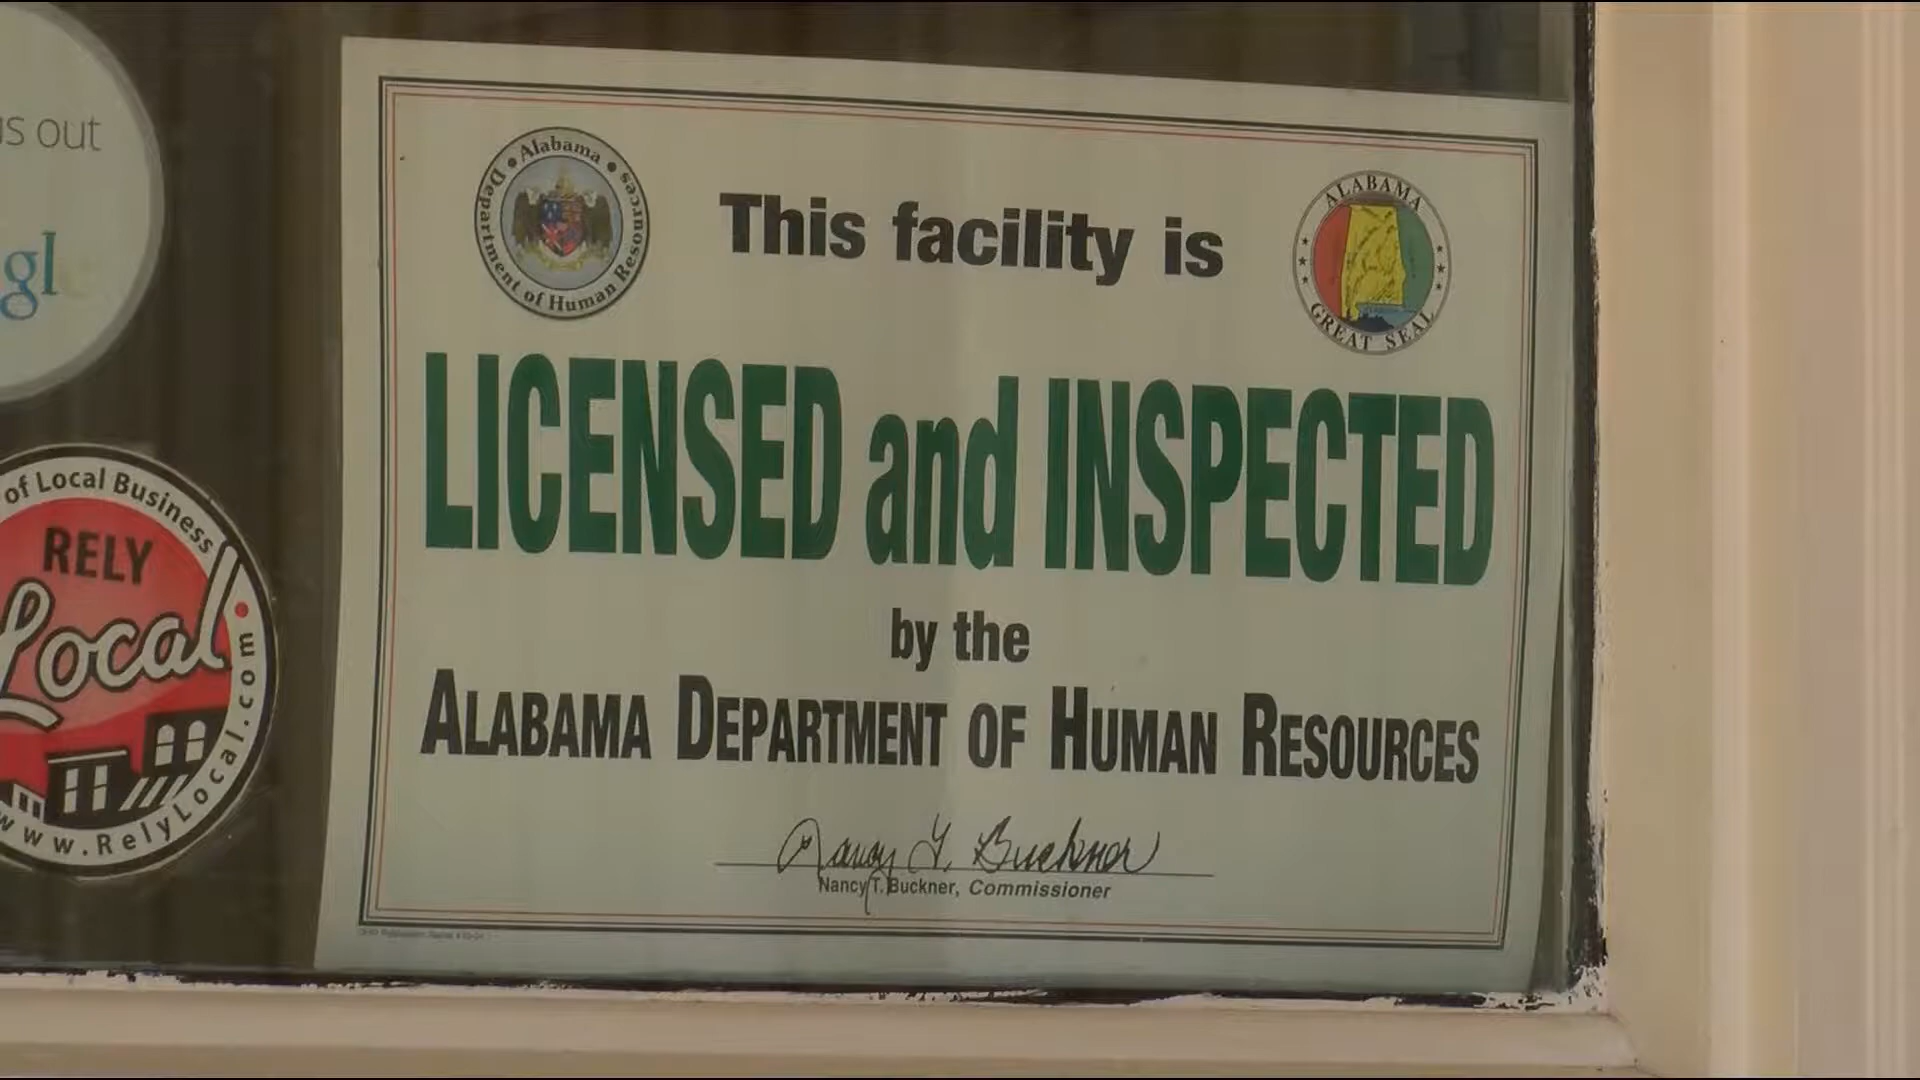 us out
gl
of Local Business
RELY
Local
www.RelyLocal.com
Alabama
Department of Human Resources
ALABAMA
GREAT SEAL
This facility is
LICENSED and INSPECTED
by the
ALABAMA DEPARTMENT OF HUMAN RESOURCES
Nancy T. Buckner
Nancy T. Buckner, Commissioner